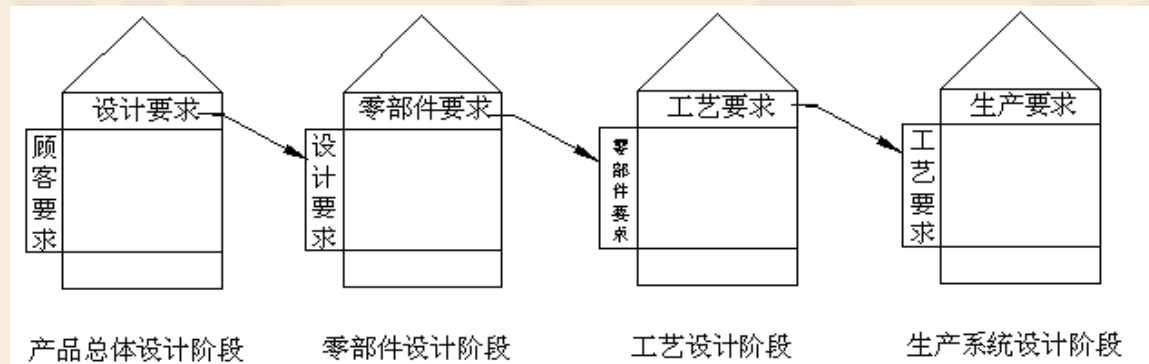 设计要求
零部件要求
工艺要求
生产要求
顾客要求
设计要求
零部件要求
工艺要求
产品总体设计阶段
零部件设计阶段
工艺设计阶段
生产系统设计阶段